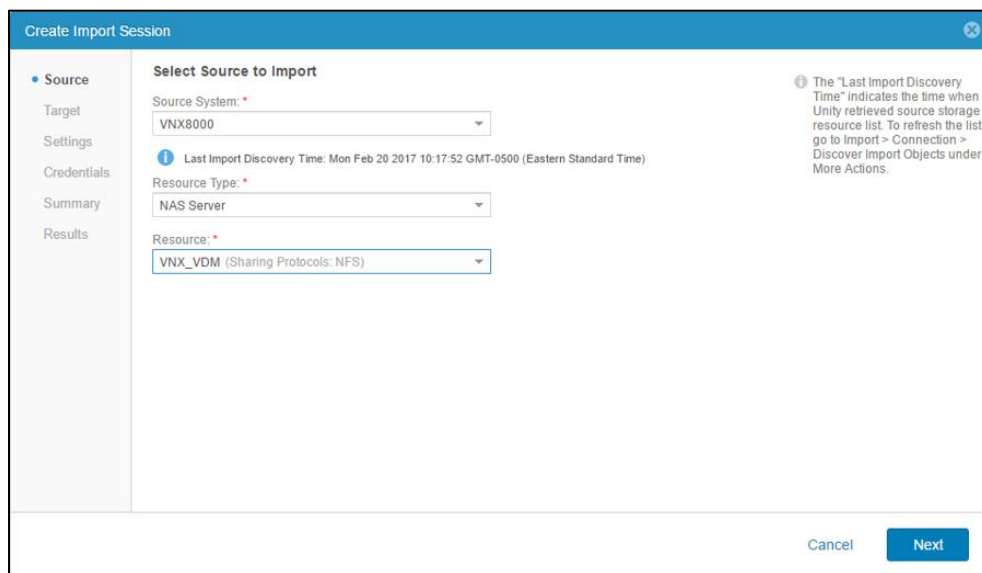 Create Import Session
Source
Target
Settings
Credentials
Summary
Results
Select Source to Import
Source System: *
VNX8000
Last Import Discovery Time: Mon Feb 20 2017 10:17:52 GMT-0500 (Eastern Standard Time)
Resource Type: *
NAS Server
Resource: *
VNX_VDM (Sharing Protocols: NFS)
The "Last Import Discovery
Time" indicates the time when
Unity retrieved source storage
resource list. To refresh the list
go to Import > Connection >
Discover Import Objects under
More Actions.
Cancel
Next